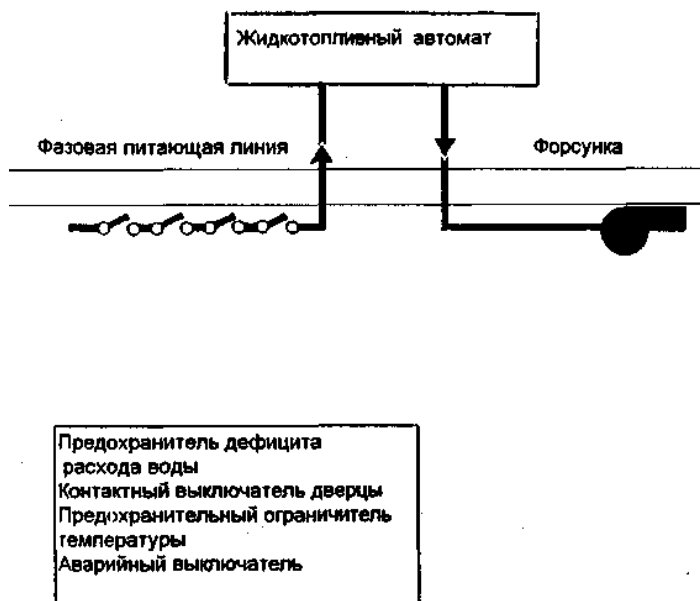 Жидкотопливный автомат
Фазовая питающая линия Форсунка
Предохранитель дефицита
расхода воды
Контактный выключатель дверцы
Предохранительный ограничитель
температуры
Аварийный выключатель